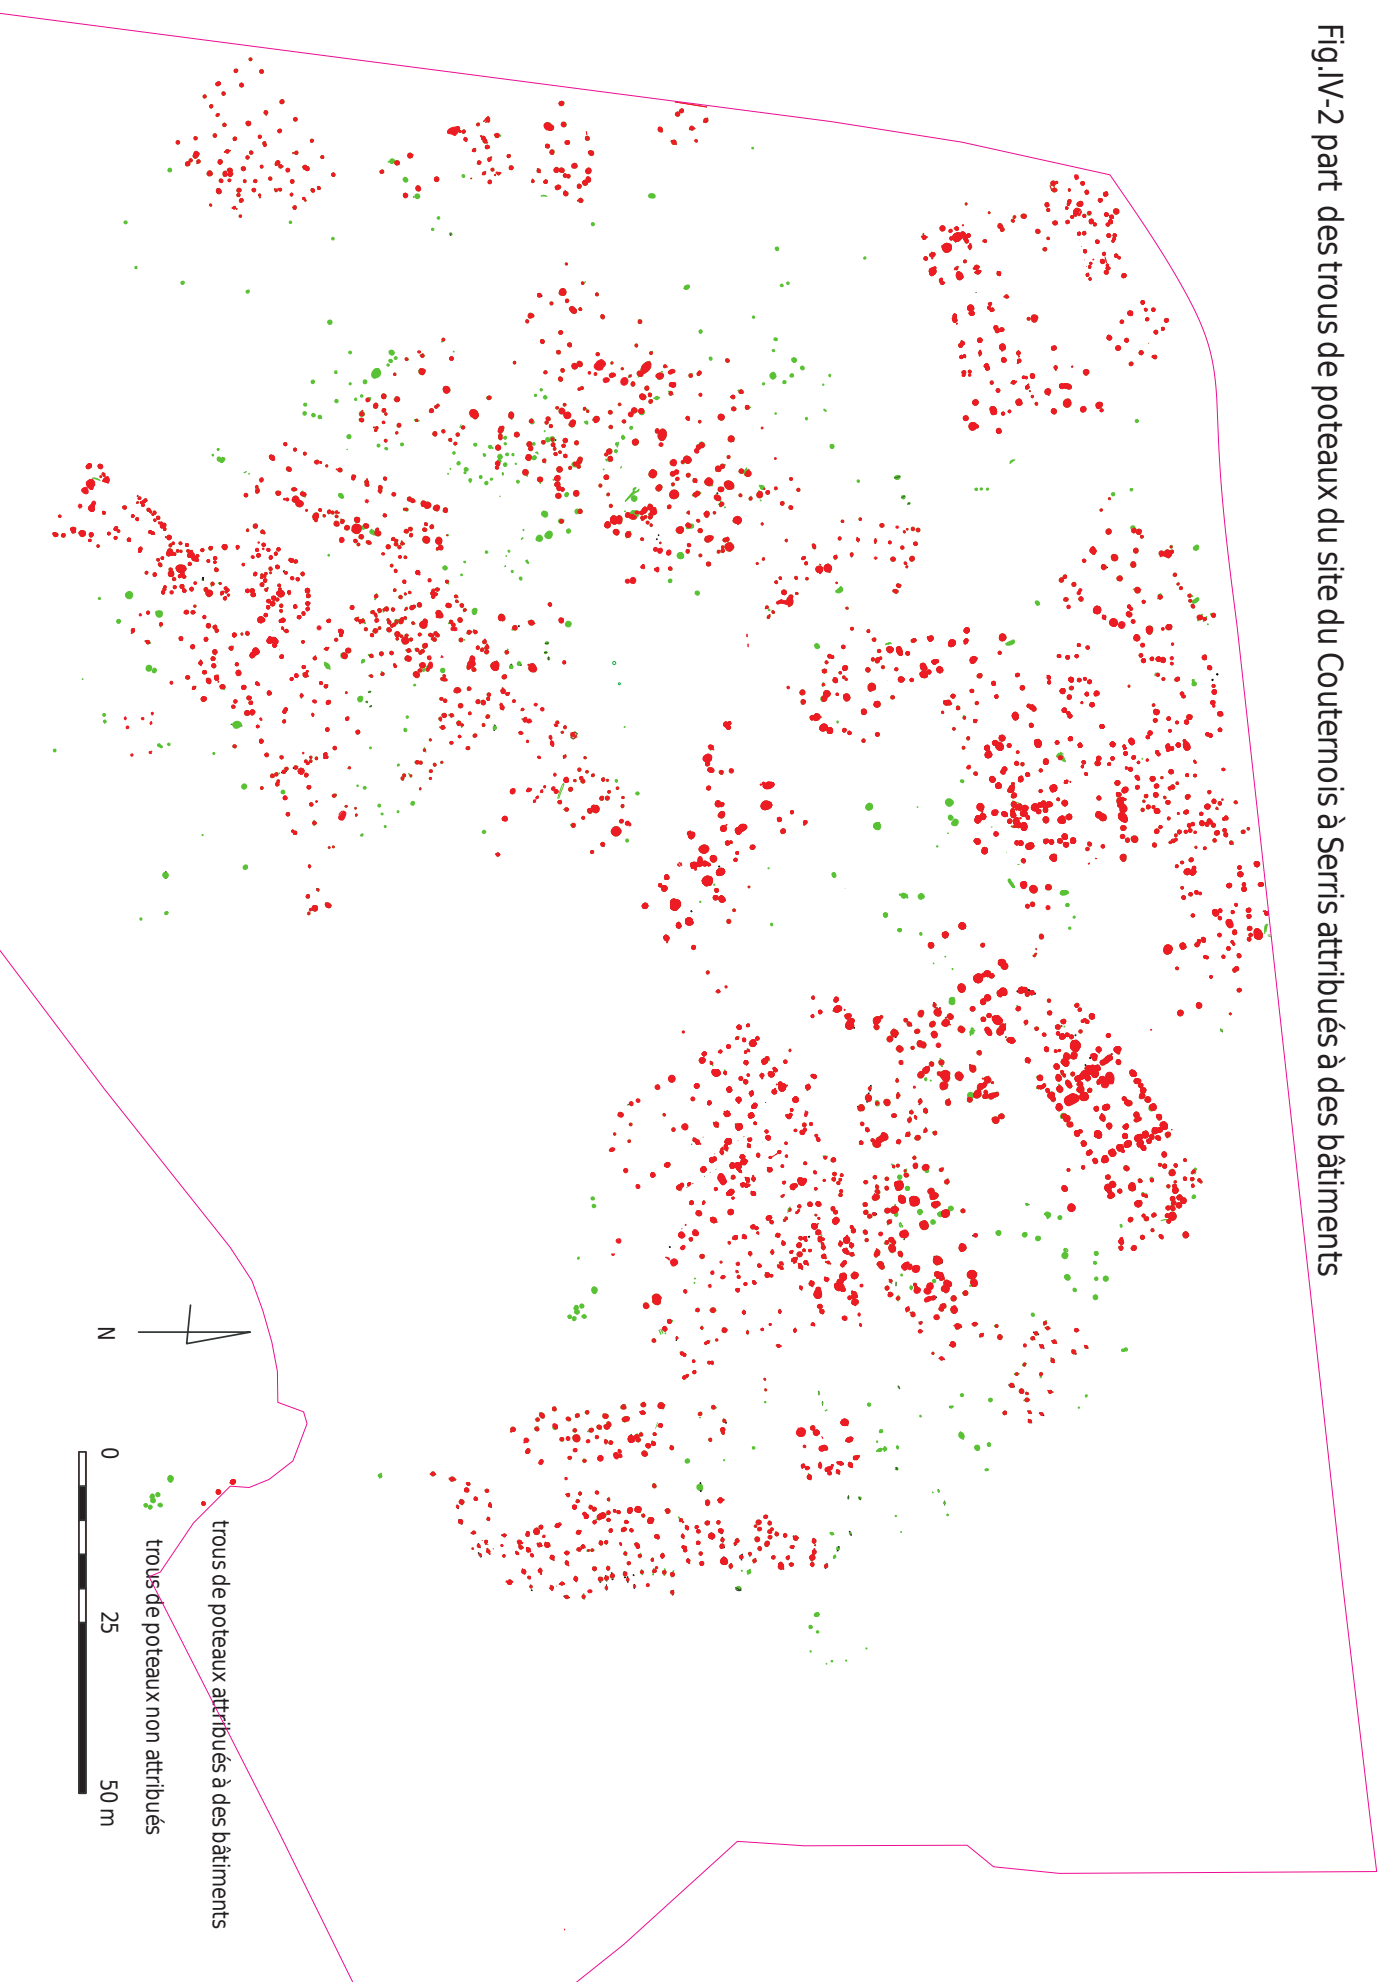 Fig.IV-2 part des trous de poteaux du site du Couternois à Serris attribués à des bâtiments
N
0 25 50 m
trous de poteaux attribués à des bâtiments
trous de poteaux non attribués